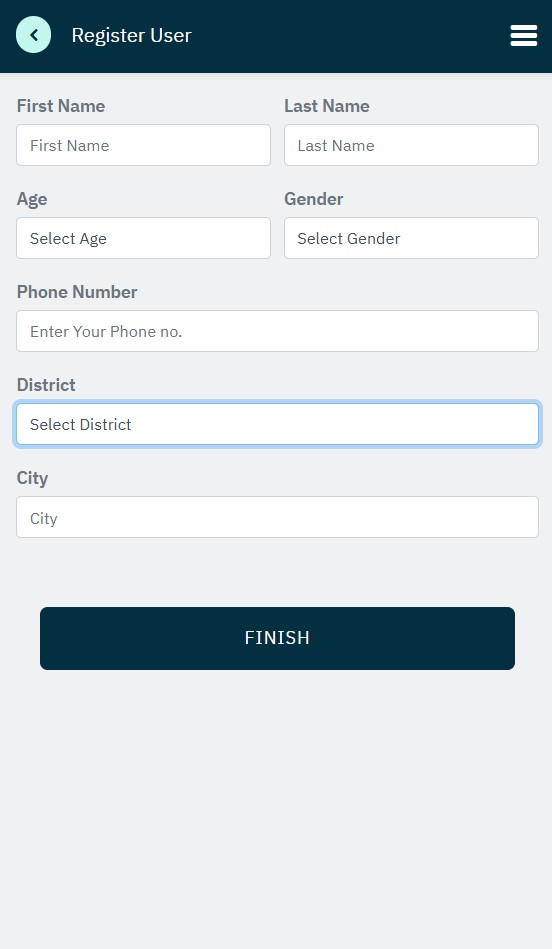 Register User
First Name Last Name
First Name Last Name
Age Gender
Select Age Select Gender
Phone Number
Enter Your Phone no.
District
Select District
City
City
FINISH